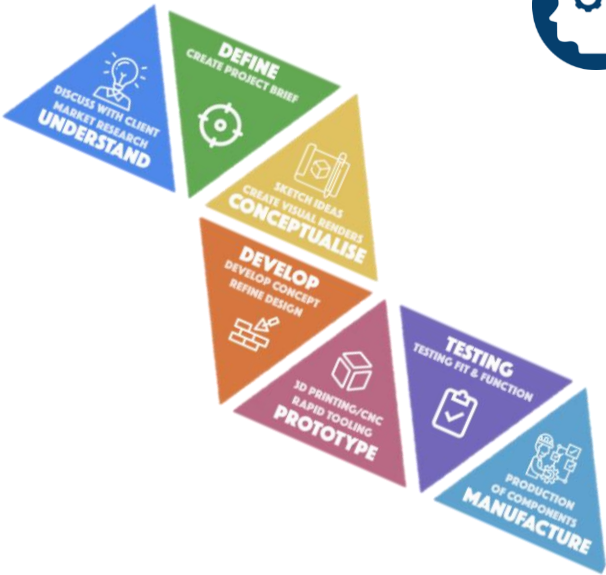 DISCUSS WITH CLIENT
MARKET RESEARCH
UNDERSTAND
DEFINE
CREATE PROJECT BRIEF
SKETCH IDEAS
CREATE VISUAL RENDERS
CONCEPTUALISE
DEVELOP
DEVELOP CONCEPT
REFINE DESIGN
3D PRINTING/CNC
RAPID TOOLING
PROTOTYPE
TESTING
TESTING FIT & FUNCTION
PRODUCTION
OF COMPONENTS
MANUFACTURE